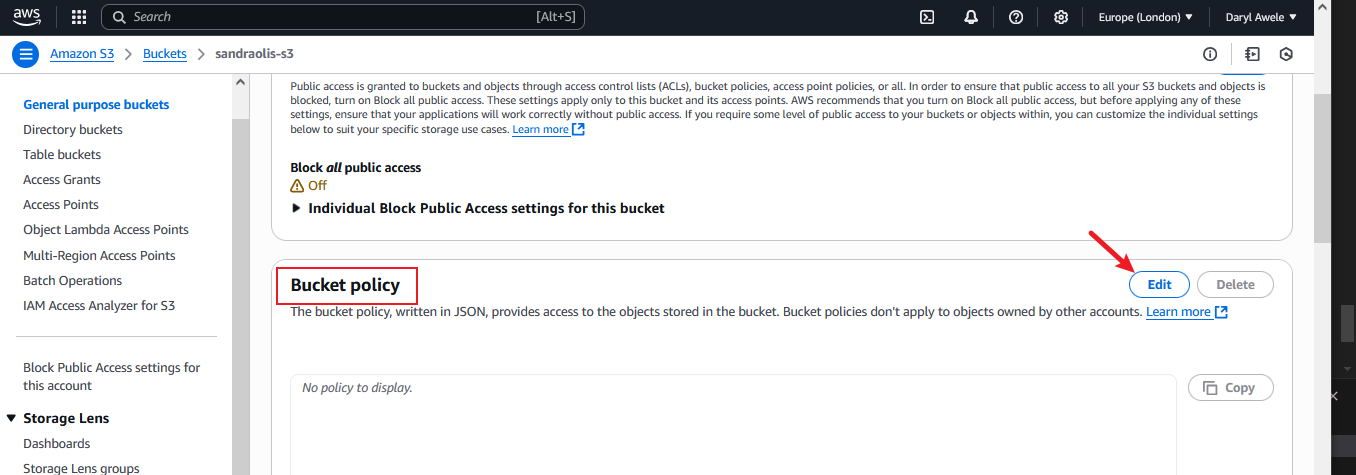 aws
Search
[Alt+S]
Europe (London)
Daryl Awele
Amazon S3
Buckets
sandraolis-s3
General purpose buckets
Directory buckets
Table buckets
Access Grants
Access Points
Object Lambda Access Points
Multi-Region Access Points
Batch Operations
IAM Access Analyzer for S3
Block Public Access settings for
this account
Storage Lens
Dashboards
Storage Lens groups
Public access is granted to buckets and objects through access control lists (ACLs), bucket policies, access point policies, or all. In order to ensure that public access to all your S3 buckets and objects is
blocked, turn on Block all public access. These settings apply only to this bucket and its access points. AWS recommends that you turn on Block all public access, but before applying any of these
settings, ensure that your applications will work correctly without public access. If you require some level of public access to your buckets or objects within, you can customize the individual settings
below to suit your specific storage use cases. Learn more
Block all public access
Off
Individual Block Public Access settings for this bucket
Bucket policy
Edit
Delete
The bucket policy, written in JSON, provides access to the objects stored in the bucket. Bucket policies don't apply to objects owned by other accounts. Learn more
No policy to display.
Copy